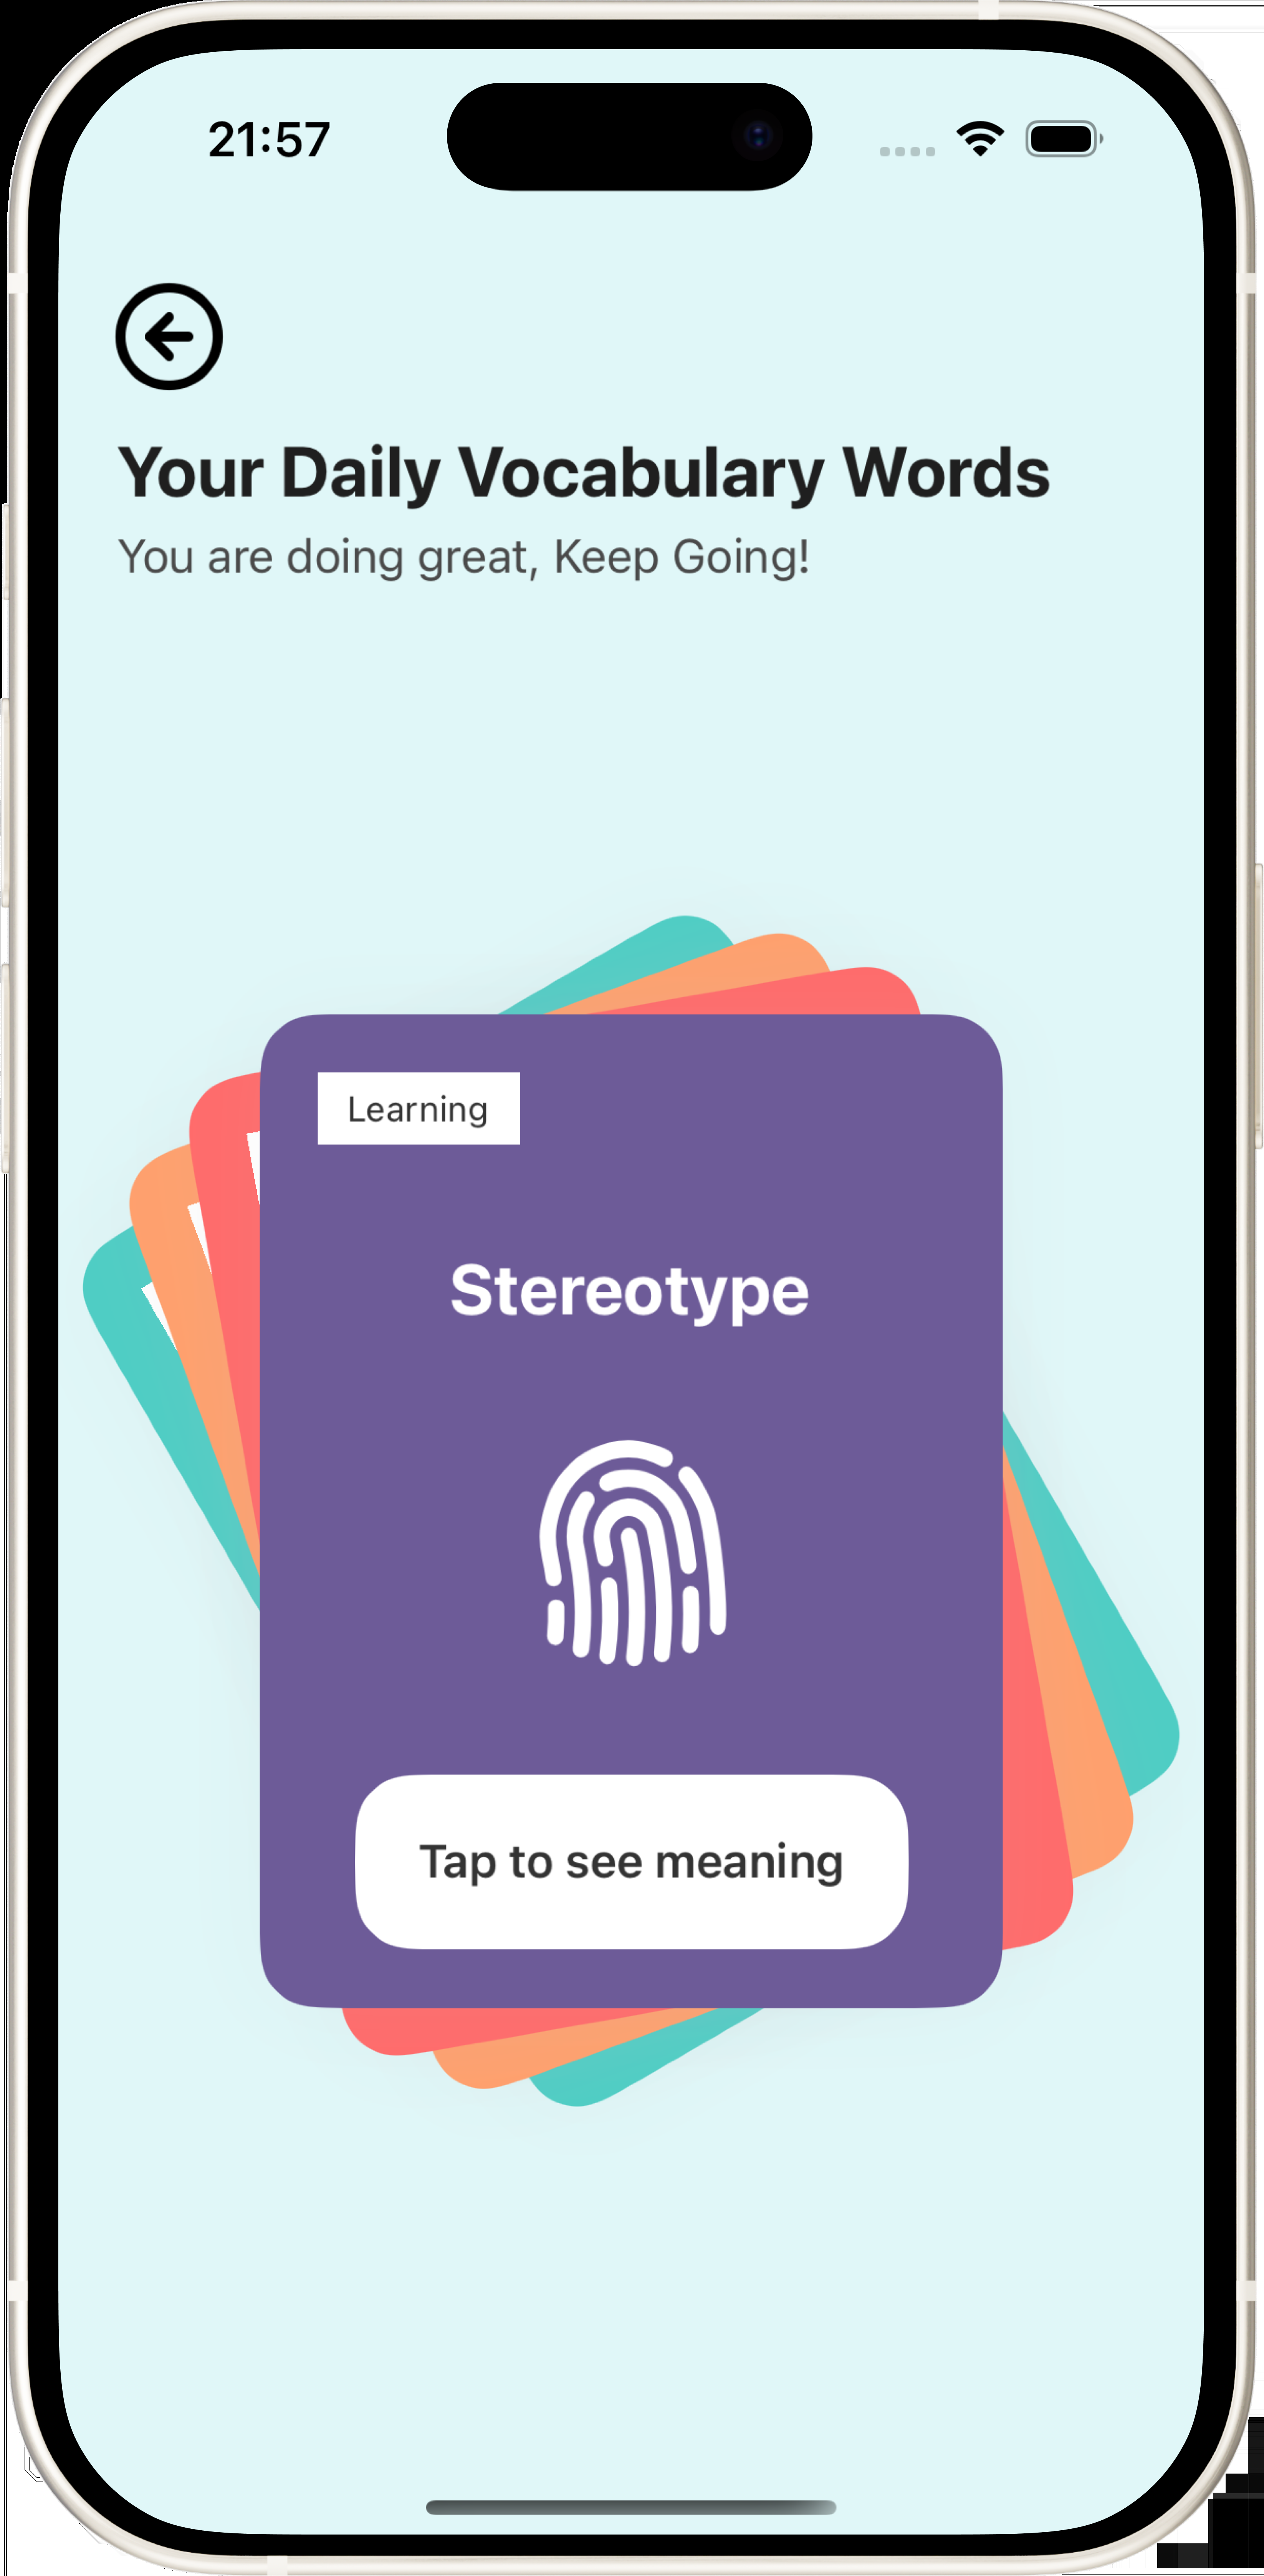 21:57
Your Daily Vocabulary Words
You are doing great, Keep Going!
Learning
Stereotype
Tap to see meaning